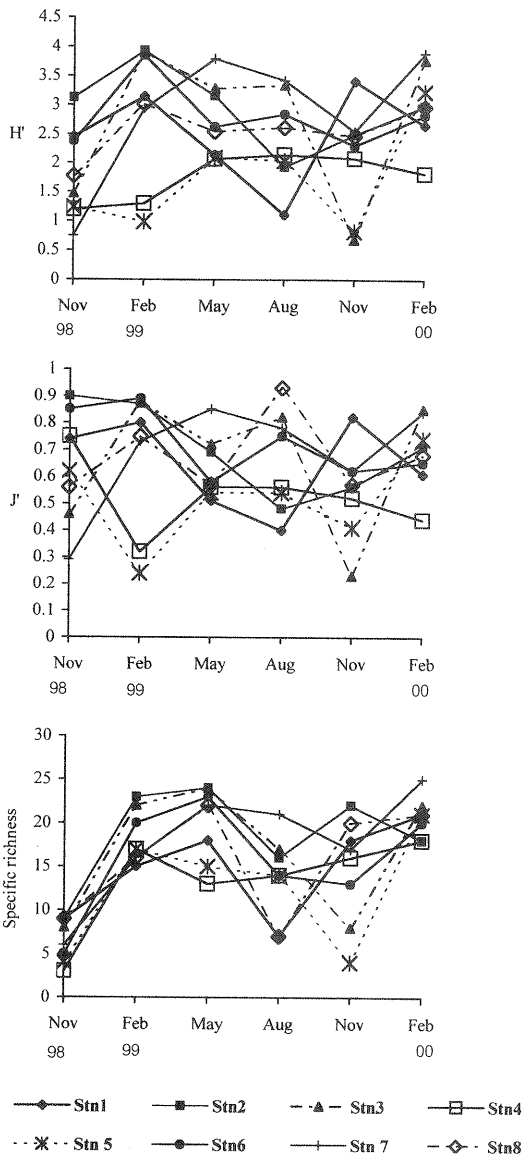 4.5
4
3.5
3
H'
2.5
2
1.5
1
0.5
0
Nov Feb May Aug Nov Feb
98 99 00
1
0.9
0.8
0.7
0.6
J'
0.5
0.4
0.3
0.2
0.1
0
Nov Feb May Aug Nov Feb
98 99 00
30
25
20
Specific richness
15
10
5
0
Nov Feb May Aug Nov Feb
98 99 00
Stn1 Stn2 Stn3 Stn4
Stn 5 Stn6 Stn 7 Stn8